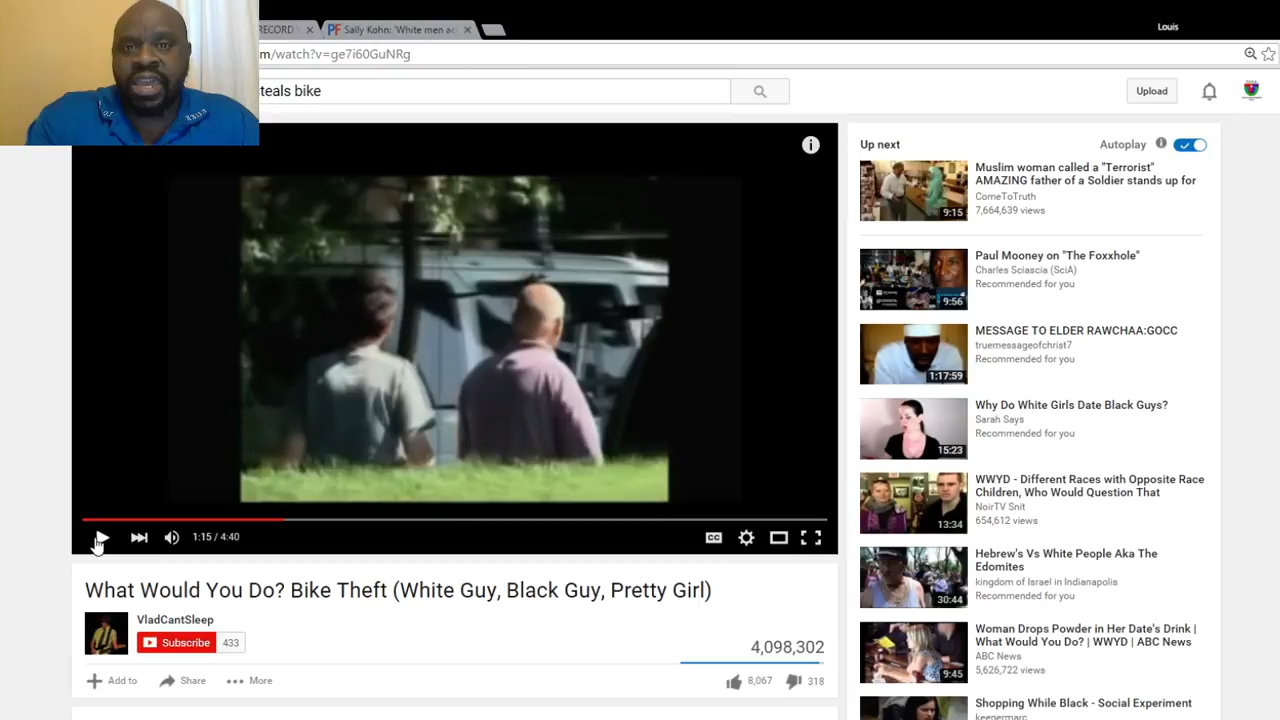 Louis
RECORD
Sally Kohn: 'White men ac
m/watch?v=ge7i60GuNRg
teals bike
Upload
Up next
Autoplay
Muslim woman called a "Terrorist"
AMAZING father of a Soldier stands up for
ComeToTruth
7,664,639 views
9:15
Paul Mooney on "The Foxxhole"
Charles Sciascia (SciA)
Recommended for you
9:56
MESSAGE TO ELDER RAWCHAA:GOCC
truemessageofchrist7
Recommended for you
1:17:59
Why Do White Girls Date Black Guys?
Sarah Says
Recommended for you
15:23
WWYD - Different Races with Opposite Race
Children, Who Would Question That
NoirTV Snit
654,612 views
13:34
Hebrew's Vs White People Aka The
Edomites
kingdom of Israel in Indianapolis
Recommended for you
30:44
Woman Drops Powder in Her Date's Drink |
What Would You Do? | WWYD | ABC News
ABC News
5,626,722 views
9:45
Shopping While Black - Social Experiment
keepermarc
1:15 / 4:40
CC
What Would You Do? Bike Theft (White Guy, Black Guy, Pretty Girl)
VladCantSleep
Subscribe 433
4,098,302
Add to Share More
8,067 318